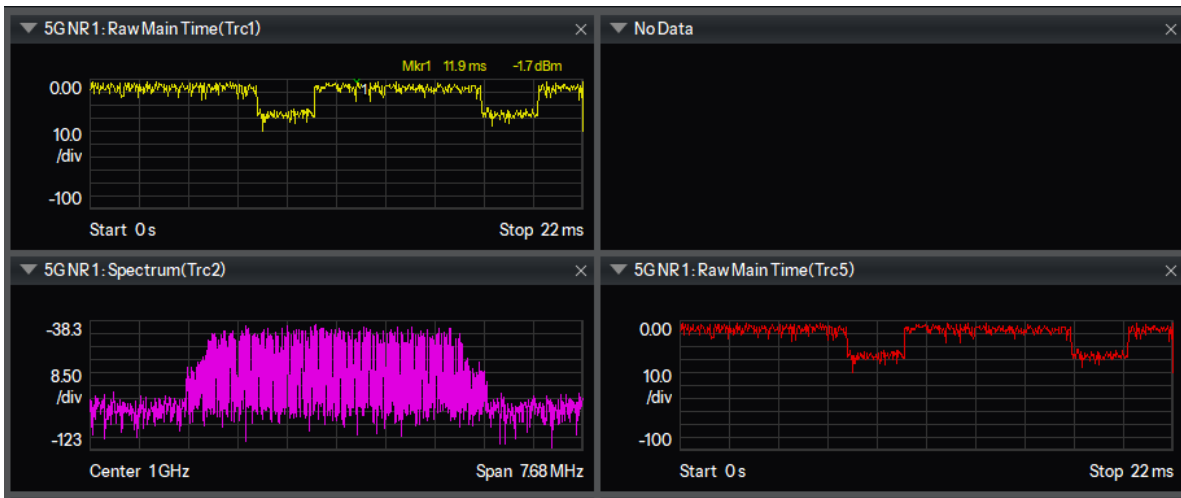 5G NR 1: Raw Main Time(Trc1)
Mkr1 11.9 ms -1.7 dBm
0.00
1
10.0
/div
-100
Start 0 s Stop 22 ms
No Data
5G NR 1: Spectrum(Trc2)
-38.3
8.50
/div
-123
Center 1 GHz Span 7.68 MHz
5G NR 1: Raw Main Time(Trc5)
0.00
10.0
/div
-100
Start 0 s Stop 22 ms